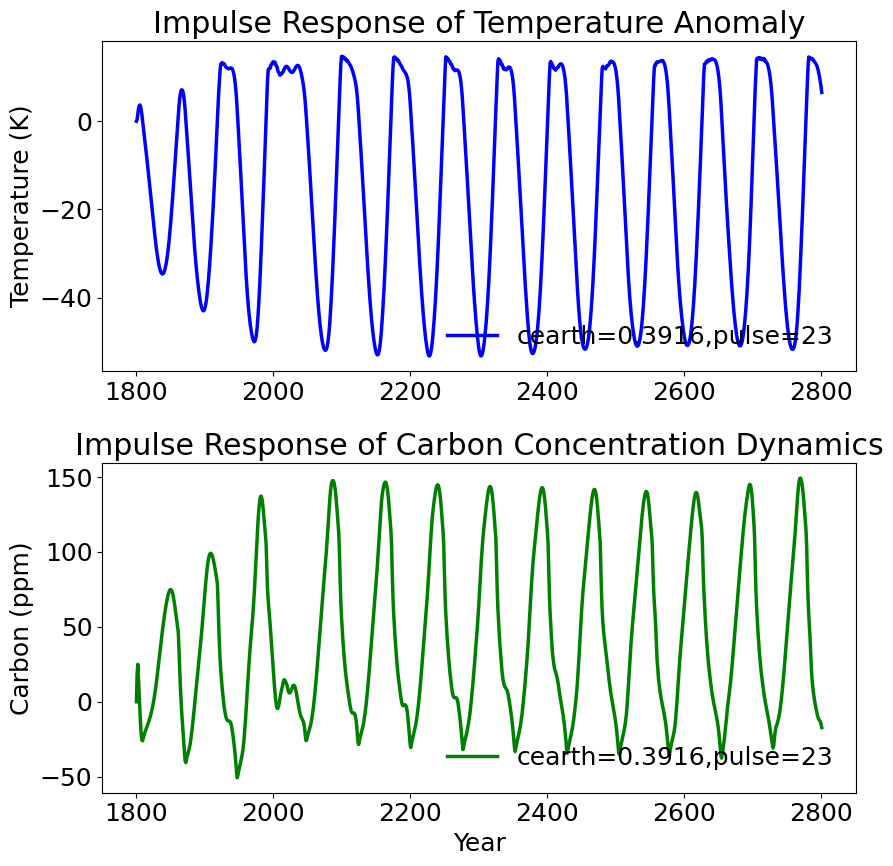 Impulse Response of Temperature Anomaly
Temperature (K)
0
−20
−40
cearth=0.3916,pulse=23
1800 2000 2200 2400 2600 2800
Impulse Response of Carbon Concentration Dynamics
Carbon (ppm)
150
100
50
0
−50
cearth=0.3916,pulse=23
1800 2000 2200 2400 2600 2800
Year